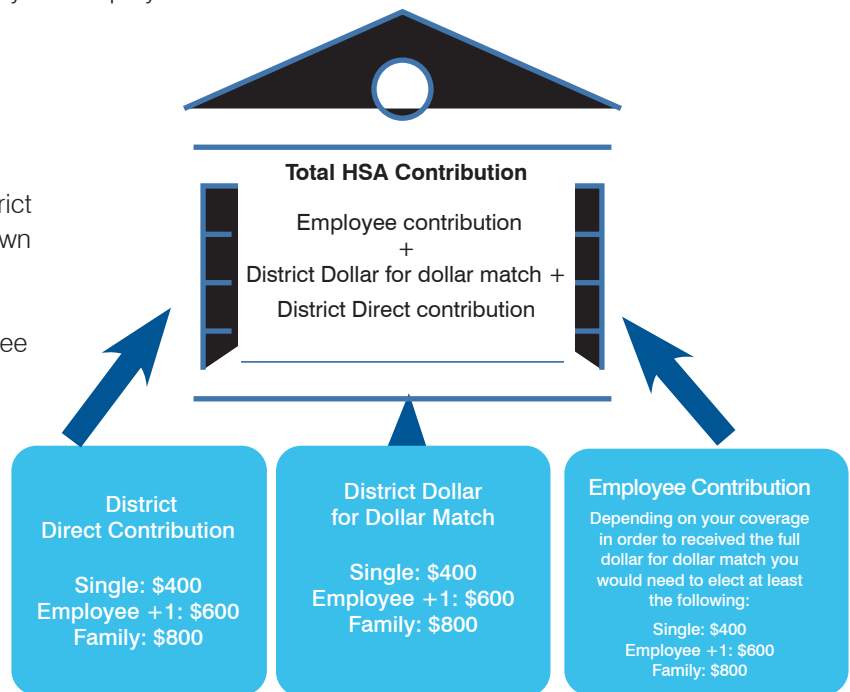 rict
wn
ee
Total HSA Contribution
Employee contribution
+
District Dollar for dollar match +
District Direct contribution
District
Direct Contribution
Single: $400
Employee +1: $600
Family: $800
District Dollar
for Dollar Match
Single: $400
Employee +1: $600
Family: $800
Employee Contribution
Depending on your coverage
in order to received the full
dollar for dollar match you
would need to elect at least
the following:
Single: $400
Employee +1: $600
Family: $800